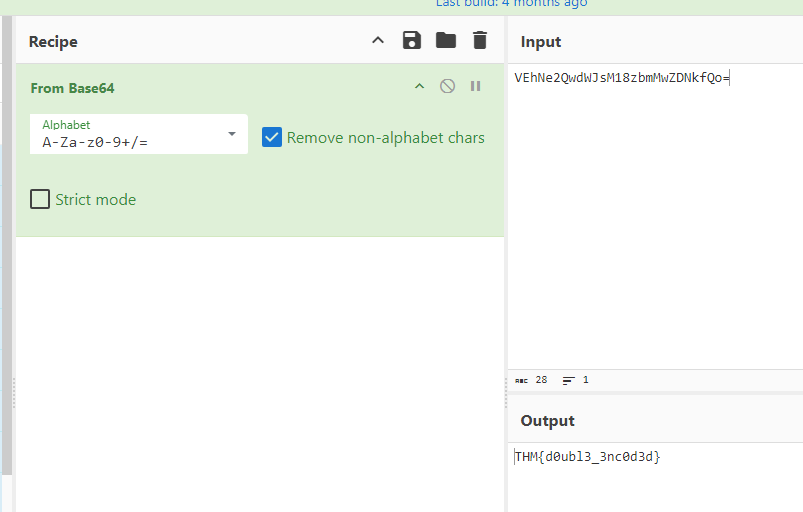 Last build: 4 months ago
Recipe
Input
From Base64
Alphabet
A-Za-z0-9+/=
Remove non-alphabet chars
Strict mode
VEhNe2QwdWJsM18zbmMwZDNkfQo=
ABC 28 1
Output
THM{d0ubl3_3nc0d3d}